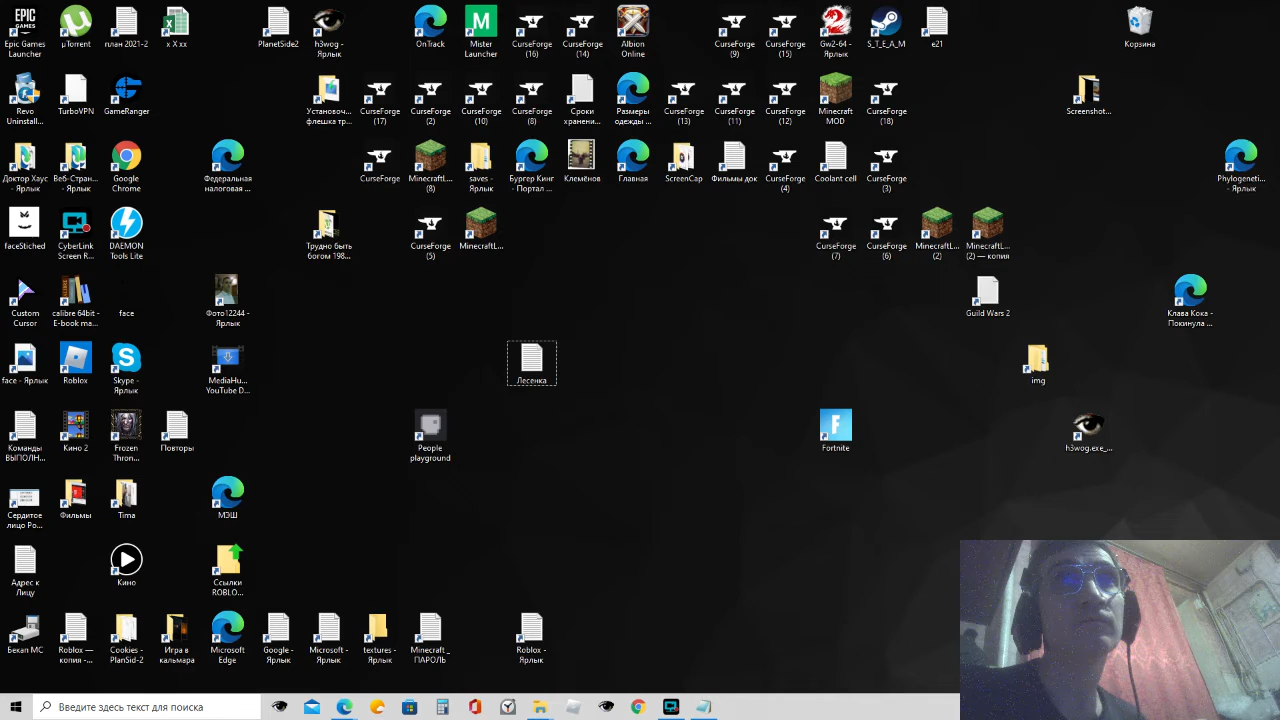 EPIC
GAMES
Epic Games
Launcher
µTorrent
план 2021-2
x X xx
PlanetSide2
h3wog -
Ярлык
OnTrack
M
Mister
Launcher
CurseForge
(16)
CurseForge
(14)
Albion
Online
CurseForge
(9)
CurseForge
(15)
Gw2-64 -
Ярлык
S_T_E_A_M
e21
Корзина
Revo
Uninstall...
TurboVPN
GameRanger
Установоч...
флешка тр...
CurseForge
(17)
CurseForge
(2)
CurseForge
(10)
CurseForge
(8)
Сроки
хранени...
Размеры
одежды ...
CurseForge
(13)
CurseForge
(11)
CurseForge
(12)
Minecraft
MOD
CurseForge
(18)
Screenshot...
Доктор Хаус
- Ярлык
Веб-Стран...
- Ярлык
Google
Chrome
Федеральная
налоговая ...
CurseForge
MinecraftL...
(8)
saves -
Ярлык
Бургер Кинг
- Портал ...
Клемёнов
Главная
ScreenCap
Фильмы док
CurseForge
(4)
Coolant cell
CurseForge
(3)
Phylogeneti...
- Ярлык
faceStiched
CyberLink
Screen R...
DAEMON
Tools Lite
Трудно быть
богом 198...
CurseForge
(5)
MinecraftL...
CurseForge
(7)
CurseForge
(6)
MinecraftL...
(2)
MinecraftL...
(2) — копия
Custom
Cursor
calibre 64bit -
E-book ma...
face
Фото12244 -
Ярлык
Guild Wars 2
Клава Кока -
Покинула ...
face - Ярлык
Roblox
Skype -
Ярлык
MediaHu...
YouTube D...
Лесенка
img
Команды
ВЫПОЛН...
Кино 2
Frozen
Thron...
Повторы
People
playground
F
Fortnite
h3wog.exe_...
Сердитое
лицо Ро...
Фильмы
Tima
МЭШ
Адрес к
Лицу
Кино
Ссылки
ROBLO...
Бекап МС
Roblox —
копия -...
Cookies -
PlanSid-2
Игра в
кальмара
Microsoft
Edge
Google -
Ярлык
Microsoft -
Ярлык
textures -
Ярлык
Minecraft _
ПАРОЛЬ
Roblox -
Ярлык
Введите здесь текст для поиска